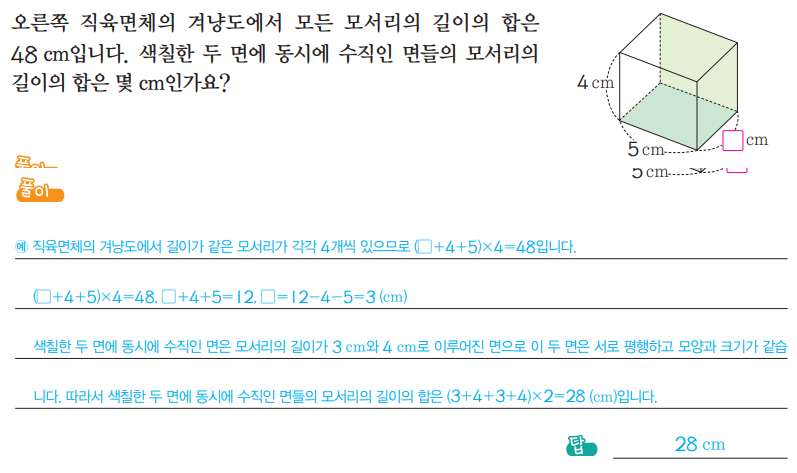 오른쪽 직육면체의 겨냥도에서 모든 모서리의 길이의 합은
48 cm입니다. 색칠한 두 면에 동시에 수직인 면들의 모서리의
길이의 합은 몇 cm인가요?
4 cm
5 cm
□ cm
5 cm
풀이
풀이
예 직육면체의 겨냥도에서 길이가 같은 모서리가 각각 4개씩 있으므로 (□+4+5)×4=48입니다.
(□+4+5)×4=48, □+4+5=12, □=12-4-5=3 (cm)
색칠한 두 면에 동시에 수직인 면은 모서리의 길이가 3 cm와 4 cm로 이루어진 면으로 이 두 면은 서로 평행하고 모양과 크기가 같습
니다. 따라서 색칠한 두 면에 동시에 수직인 면들의 모서리의 길이의 합은 (3+4+3+4)×2=28 (cm)입니다.
답 28 cm